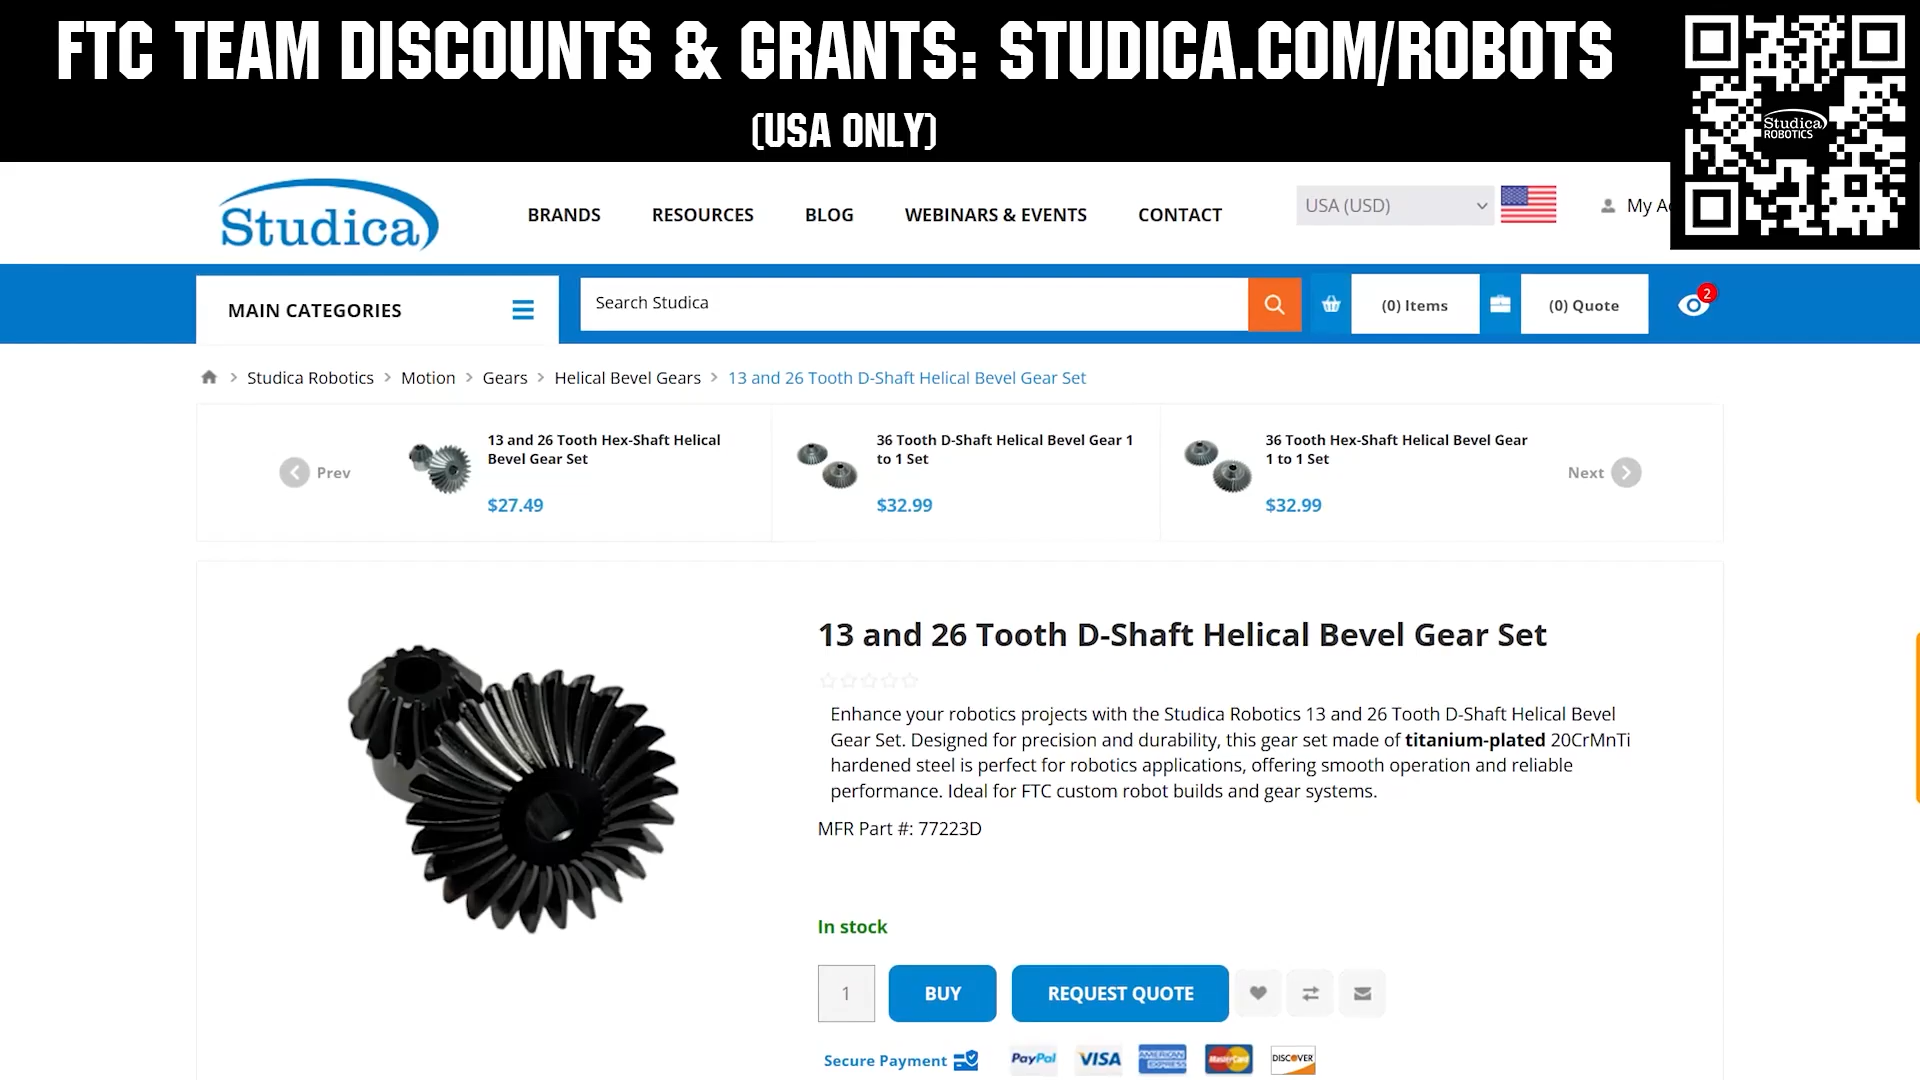 FTC TEAM DISCOUNTS & GRANTS: STUDICA.COM/ROBOTS
(USA ONLY)
Studica ROBOTICS
Studica
BRANDS RESOURCES BLOG WEBINARS & EVENTS CONTACT
USA (USD)
My A
MAIN CATEGORIES
Search Studica
(0) Items
(0) Quote
2
Studica Robotics > Motion > Gears > Helical Bevel Gears > 13 and 26 Tooth D-Shaft Helical Bevel Gear Set
Prev
13 and 26 Tooth Hex-Shaft Helical
Bevel Gear Set
$27.49
36 Tooth D-Shaft Helical Bevel Gear 1
to 1 Set
$32.99
36 Tooth Hex-Shaft Helical Bevel Gear
1 to 1 Set
$32.99
Next
13 and 26 Tooth D-Shaft Helical Bevel Gear Set
Enhance your robotics projects with the Studica Robotics 13 and 26 Tooth D-Shaft Helical Bevel
Gear Set. Designed for precision and durability, this gear set made of titanium-plated 20CrMnTi
hardened steel is perfect for robotics applications, offering smooth operation and reliable
performance. Ideal for FTC custom robot builds and gear systems.
MFR Part #: 77223D
In stock
1 BUY REQUEST QUOTE
Secure Payment PayPal VISA AMERICAN EXPRESS MasterCard DISCOVER